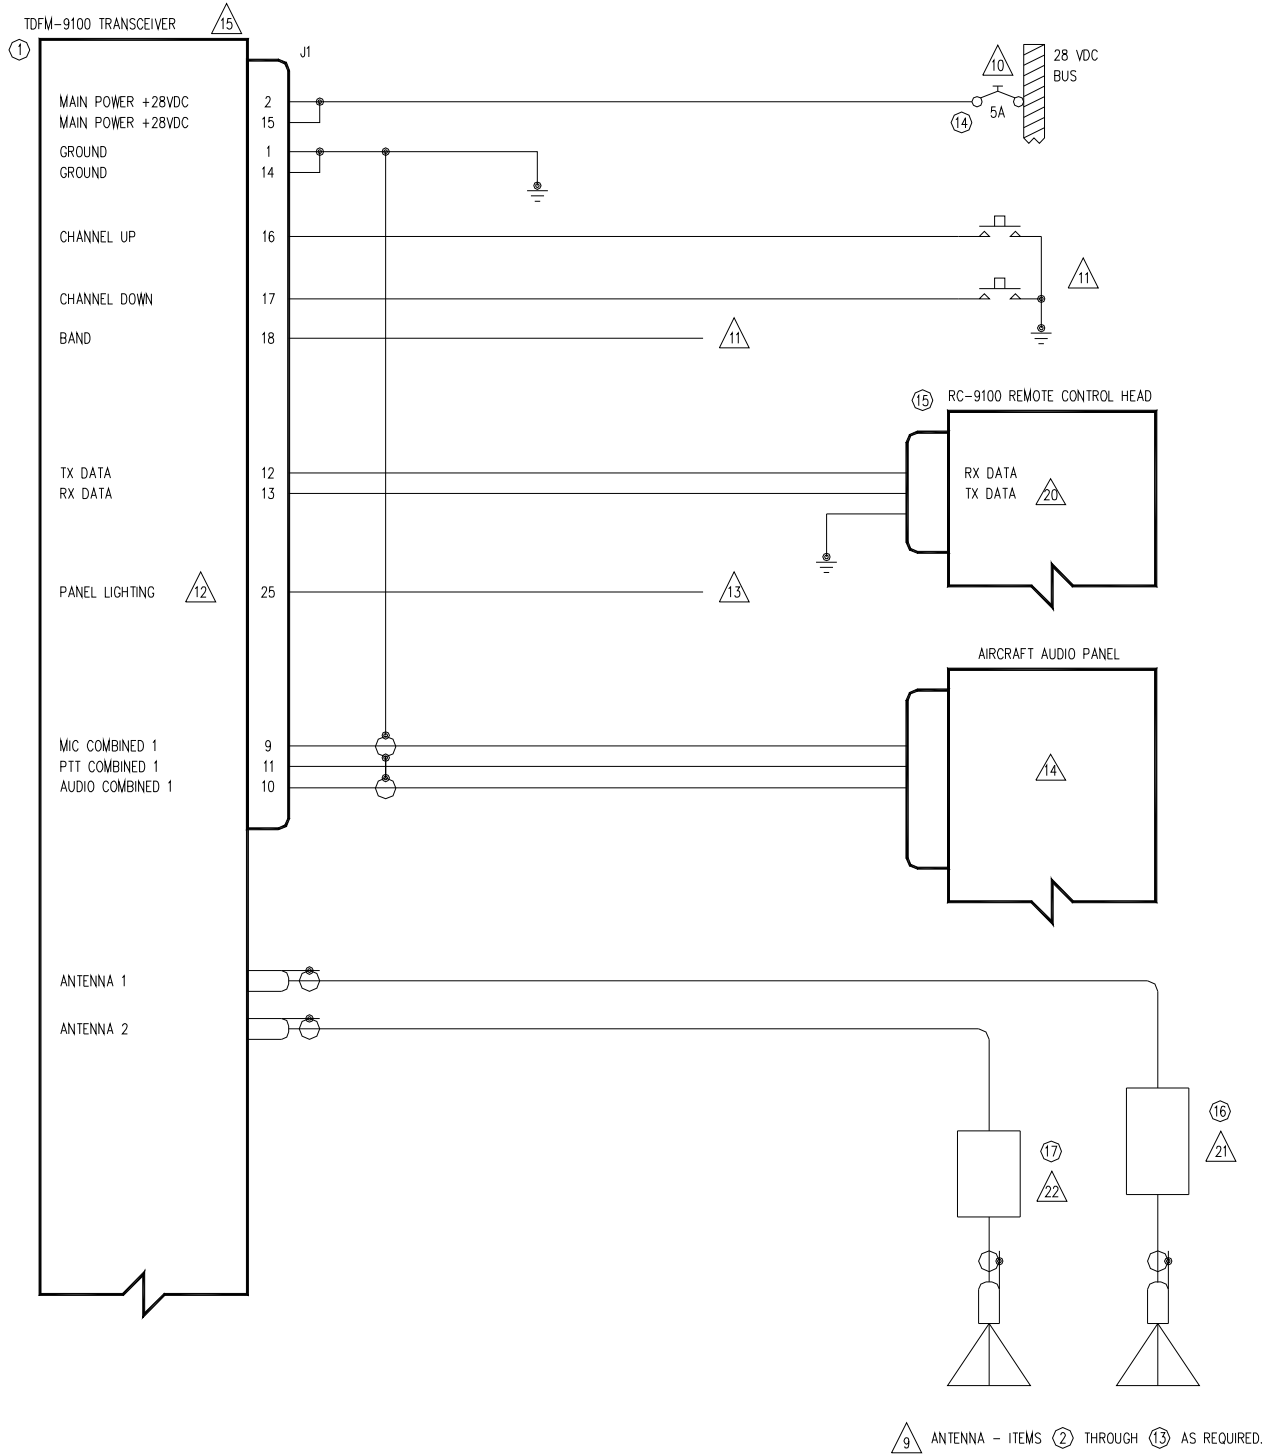 TDFM-9100 TRANSCEIVER 15
1
J1
10
28 VDC
BUS
MAIN POWER +28VDC 2
MAIN POWER +28VDC 15
14
5A
GROUND 1
GROUND 14
CHANNEL UP 16
11
CHANNEL DOWN 17
BAND 18
11
15 RC-9100 REMOTE CONTROL HEAD
TX DATA 12
RX DATA
RX DATA 13
TX DATA 20
PANEL LIGHTING 12 25
13
AIRCRAFT AUDIO PANEL
MIC COMBINED 1 9
PTT COMBINED 1 11
14
AUDIO COMBINED 1 10
ANTENNA 1
ANTENNA 2
16
21
17
22
9 ANTENNA - ITEMS 2 THROUGH 13 AS REQUIRED.